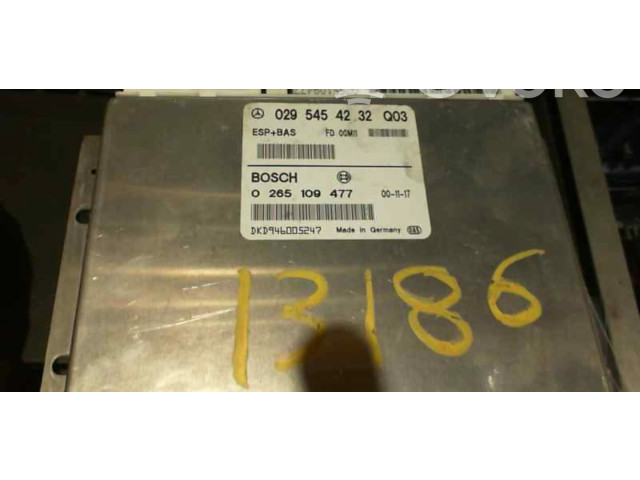 029 545 42 32 Q03
ESP+BAS FD 00M11
BOSCH
0 265 109 477 00-11-17
DKD946005247 Made in Germany GAS
13186